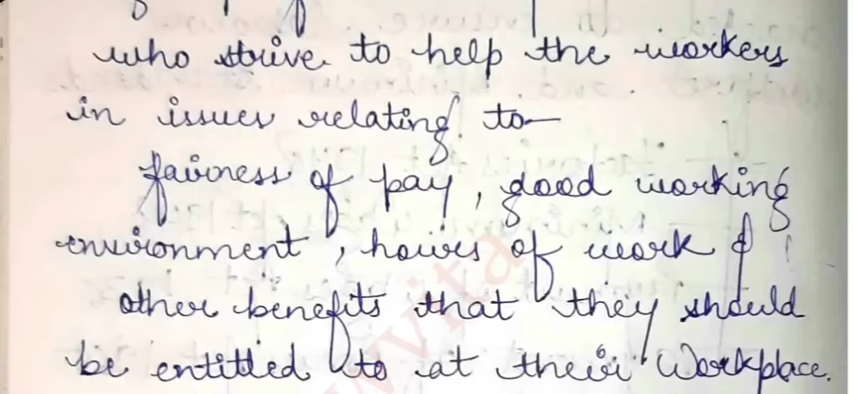 who strive to help the workers
in issues relating to—
fairness of pay, good working
environment, hours of work &
other benefits that they should
be entitled to at their workplace.